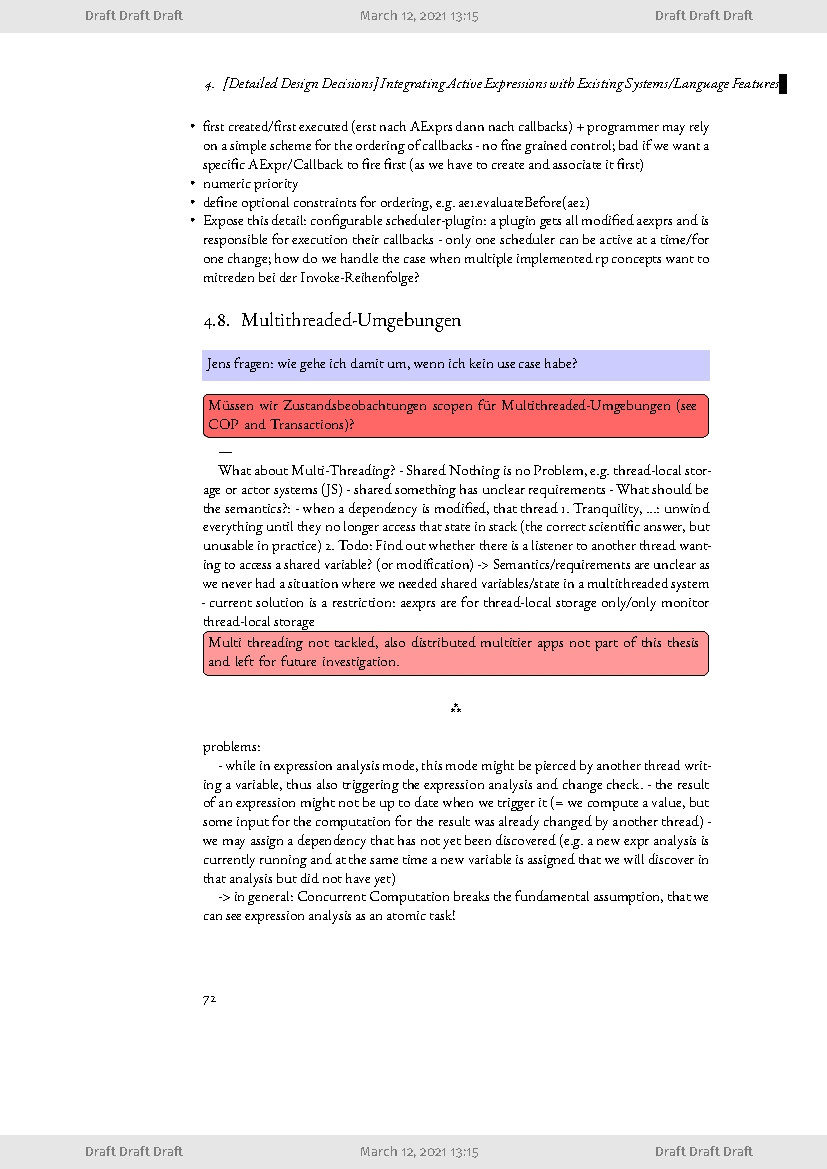 Draft Draft Draft March 12, 2021 13:15 Draft Draft Draft
4. [Detailed Design Decisions] Integrating Active Expressions with Existing Systems/Language Features
• first created/first executed (erst nach AExprs dann nach callbacks) + programmer may rely
on a simple scheme for the ordering of callbacks - no fine grained control; bad if we want a
specific AExpr/Callback to fire first (as we have to create and associate it first)
• numeric priority
• define optional constraints for ordering, e.g. ae1.evaluateBefore(ae2)
• Expose this detail: configurable scheduler-plugin: a plugin gets all modified aexprs and is
responsible for execution their callbacks - only one scheduler can be active at a time/for
one change; how do we handle the case when multiple implemented rp concepts want to
mitreden bei der Invoke-Reihenfolge?
4.8. Multithreaded-Umgebungen
Jens fragen: wie gehe ich damit um, wenn ich kein use case habe?
Müssen wir Zustandsbeobachtungen scopen für Multithreaded-Umgebungen (see
COP and Transactions)?
—
What about Multi-Threading? - Shared Nothing is no Problem, e.g. thread-local stor-
age or actor systems (JS) - shared something has unclear requirements - What should be
the semantics?: - when a dependency is modified, that thread 1. Tranquility, ...: unwind
everything until they no longer access that state in stack (the correct scientific answer, but
unusable in practice) 2. Todo: Find out whether there is a listener to another thread want-
ing to access a shared variable? (or modification) -> Semantics/requirements are unclear as
we never had a situation where we needed shared variables/state in a multithreaded system
- current solution is a restriction: aexprs are for thread-local storage only/only monitor
thread-local storage
Multi threading not tackled, also distributed multitier apps not part of this thesis
and left for future investigation.
⁂
problems:
- while in expression analysis mode, this mode might be pierced by another thread writ-
ing a variable, thus also triggering the expression analysis and change check. - the result
of an expression might not be up to date when we trigger it (= we compute a value, but
some input for the computation for the result was already changed by another thread) -
we may assign a dependency that has not yet been discovered (e.g. a new expr analysis is
currently running and at the same time a new variable is assigned that we will discover in
that analysis but did not have yet)
-> in general: Concurrent Computation breaks the fundamental assumption, that we
can see expression analysis as an atomic task!
72
Draft Draft Draft March 12, 2021 13:15 Draft Draft Draft